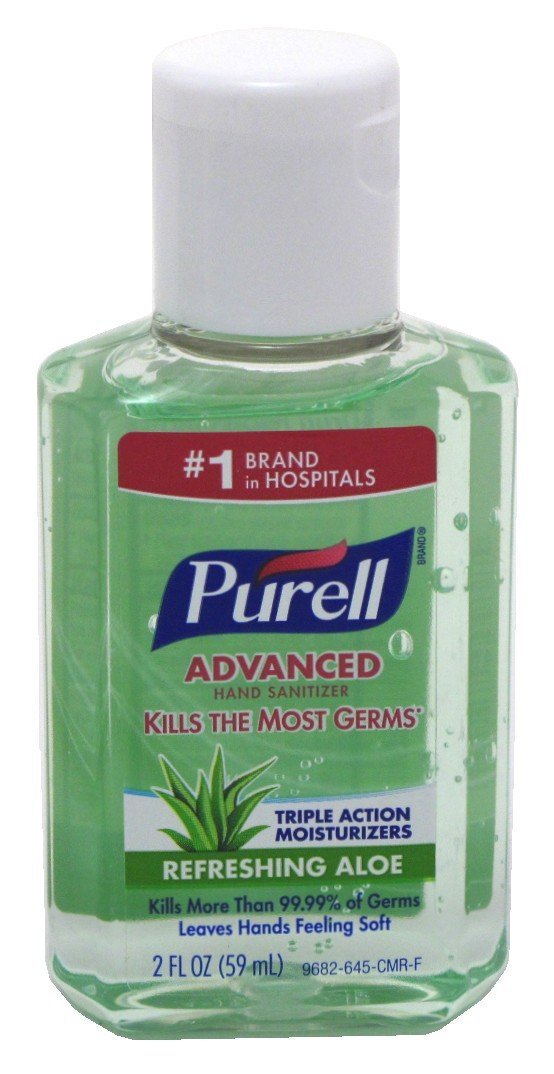 #1 BRAND
in HOSPITALS
Purell
BRAND®
ADVANCED
HAND SANITIZER
KILLS THE MOST GERMS*
TRIPLE ACTION
MOISTURIZERS
REFRESHING ALOE
Kills More Than 99.99% of Germs
Leaves Hands Feeling Soft
2 FL OZ (59 mL) 9682-645-CMR-F